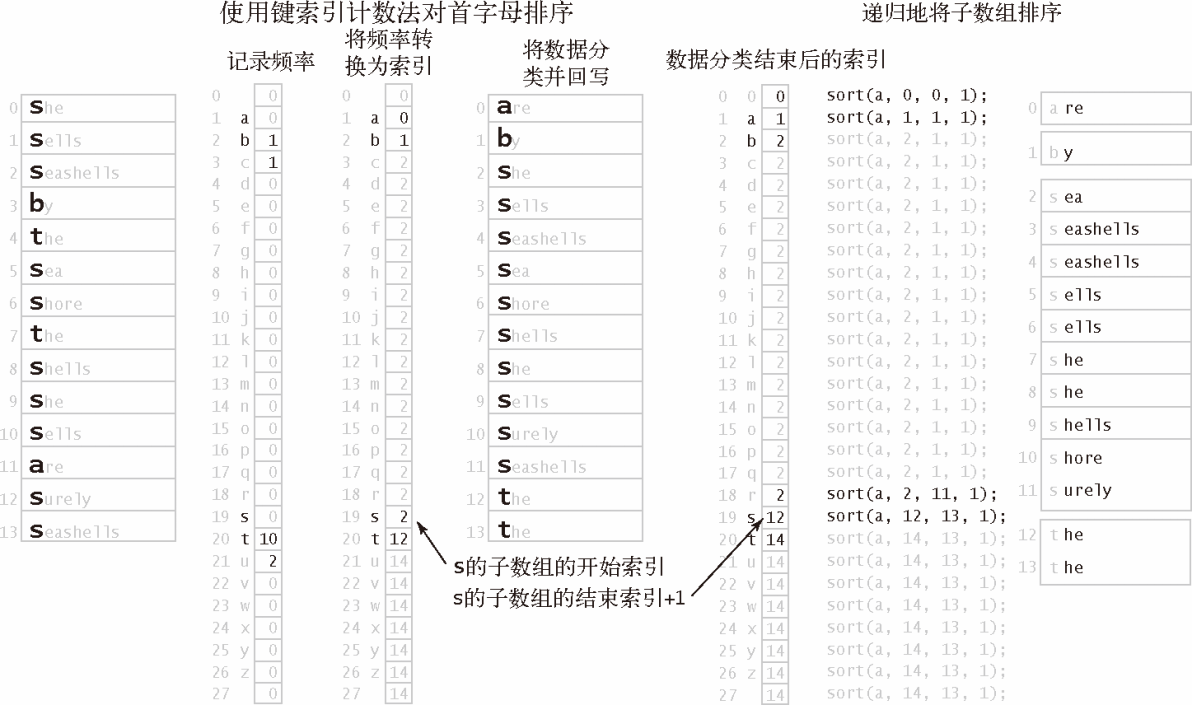 使用键索引计数法对首字母排序
递归地将子数组排序
记录频率
将频率转
换为索引
将数据分
类并回写
数据分类结束后的索引
0 she
1 sells
2 seashells
3 by
4 the
5 sea
6 shore
7 the
8 shells
9 she
10 sells
11 are
12 surely
13 seashells
0 0
1 a 0
2 b 1
3 c 1
4 d 0
5 e 0
6 f 0
7 g 0
8 h 0
9 i 0
10 j 0
11 k 0
12 l 0
13 m 0
14 n 0
15 o 0
16 p 0
17 q 0
18 r 0
19 s 0
20 t 10
21 u 2
22 v 0
23 w 0
24 x 0
25 y 0
26 z 0
27 0
0 0
1 a 0
2 b 1
3 c 2
4 d 2
5 e 2
6 f 2
7 g 2
8 h 2
9 i 2
10 j 2
11 k 2
12 l 2
13 m 2
14 n 2
15 o 2
16 p 2
17 q 2
18 r 2
19 s 2
20 t 12
21 u 14
22 v 14
23 w 14
24 x 14
25 y 14
26 z 14
27 14
0 are
1 by
2 she
3 sells
4 seashells
5 sea
6 shore
7 shells
8 she
9 sells
10 surely
11 seashells
12 the
13 the
s的子数组的开始索引
s的子数组的结束索引+1
0 0 0 sort(a, 0, 0, 1);
1 a 1 sort(a, 1, 1, 1);
2 b 2 sort(a, 2, 1, 1);
3 c 2 sort(a, 2, 1, 1);
4 d 2 sort(a, 2, 1, 1);
5 e 2 sort(a, 2, 1, 1);
6 f 2 sort(a, 2, 1, 1);
7 g 2 sort(a, 2, 1, 1);
8 h 2 sort(a, 2, 1, 1);
9 i 2 sort(a, 2, 1, 1);
10 j 2 sort(a, 2, 1, 1);
11 k 2 sort(a, 2, 1, 1);
12 l 2 sort(a, 2, 1, 1);
13 m 2 sort(a, 2, 1, 1);
14 n 2 sort(a, 2, 1, 1);
15 o 2 sort(a, 2, 1, 1);
16 p 2 sort(a, 2, 1, 1);
17 q 2 sort(a, 2, 1, 1);
18 r 2 sort(a, 2, 11, 1);
19 s 12 sort(a, 12, 13, 1);
20 t 14 sort(a, 14, 13, 1);
21 u 14 sort(a, 14, 13, 1);
22 v 14 sort(a, 14, 13, 1);
23 w 14 sort(a, 14, 13, 1);
24 x 14 sort(a, 14, 13, 1);
25 y 14 sort(a, 14, 13, 1);
26 z 14 sort(a, 14, 13, 1);
27 14 sort(a, 14, 13, 1);
0 are
1 by
2 sea
3 seashells
4 seashells
5 sells
6 sells
7 she
8 she
9 shells
10 shore
11 surely
12 the
13 the